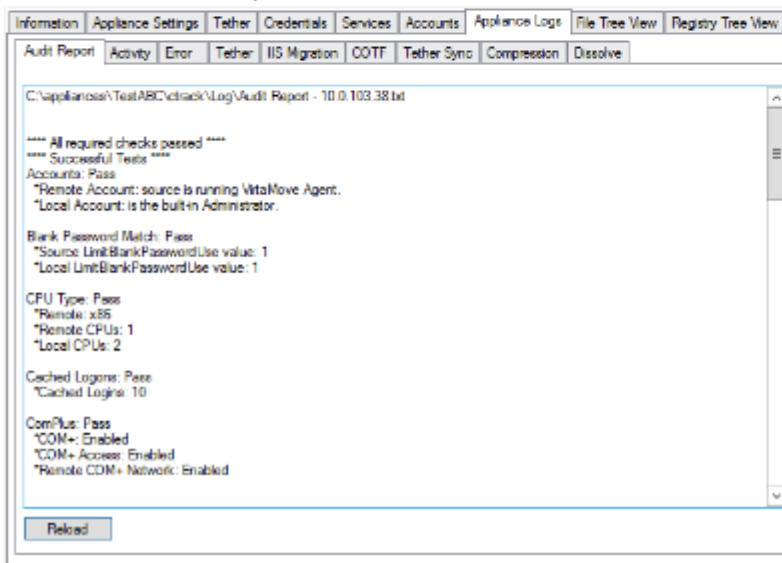 Information Appliance Settings Tether Credentials Services Accounts Appliance Logs File Tree View Registry Tree View
Audit Report Activity Error Tether IIS Migration COTF Tether Sync Compression Dissolve
C:\appliances\TestABC\ctrack\Log\Audit Report - 10.0.103.38.txt
**** All required checks passed ****
**** Successful Tests ****
Accounts: Pass
*Remote Account: source is running VirtaMove Agent.
*Local Account: is the built-in Administrator.
Blank Password Match: Pass
*Source LimitBlankPasswordUse value: 1
*Local LimitBlankPasswordUse value: 1
CPU Type: Pass
*Remote: x86
*Remote CPUs: 1
*Local CPUs: 2
Cached Logons: Pass
*Cached Logins: 10
ComPlus: Pass
*COM+: Enabled
*COM+ Access: Enabled
*Remote COM+ Network: Enabled
Reload